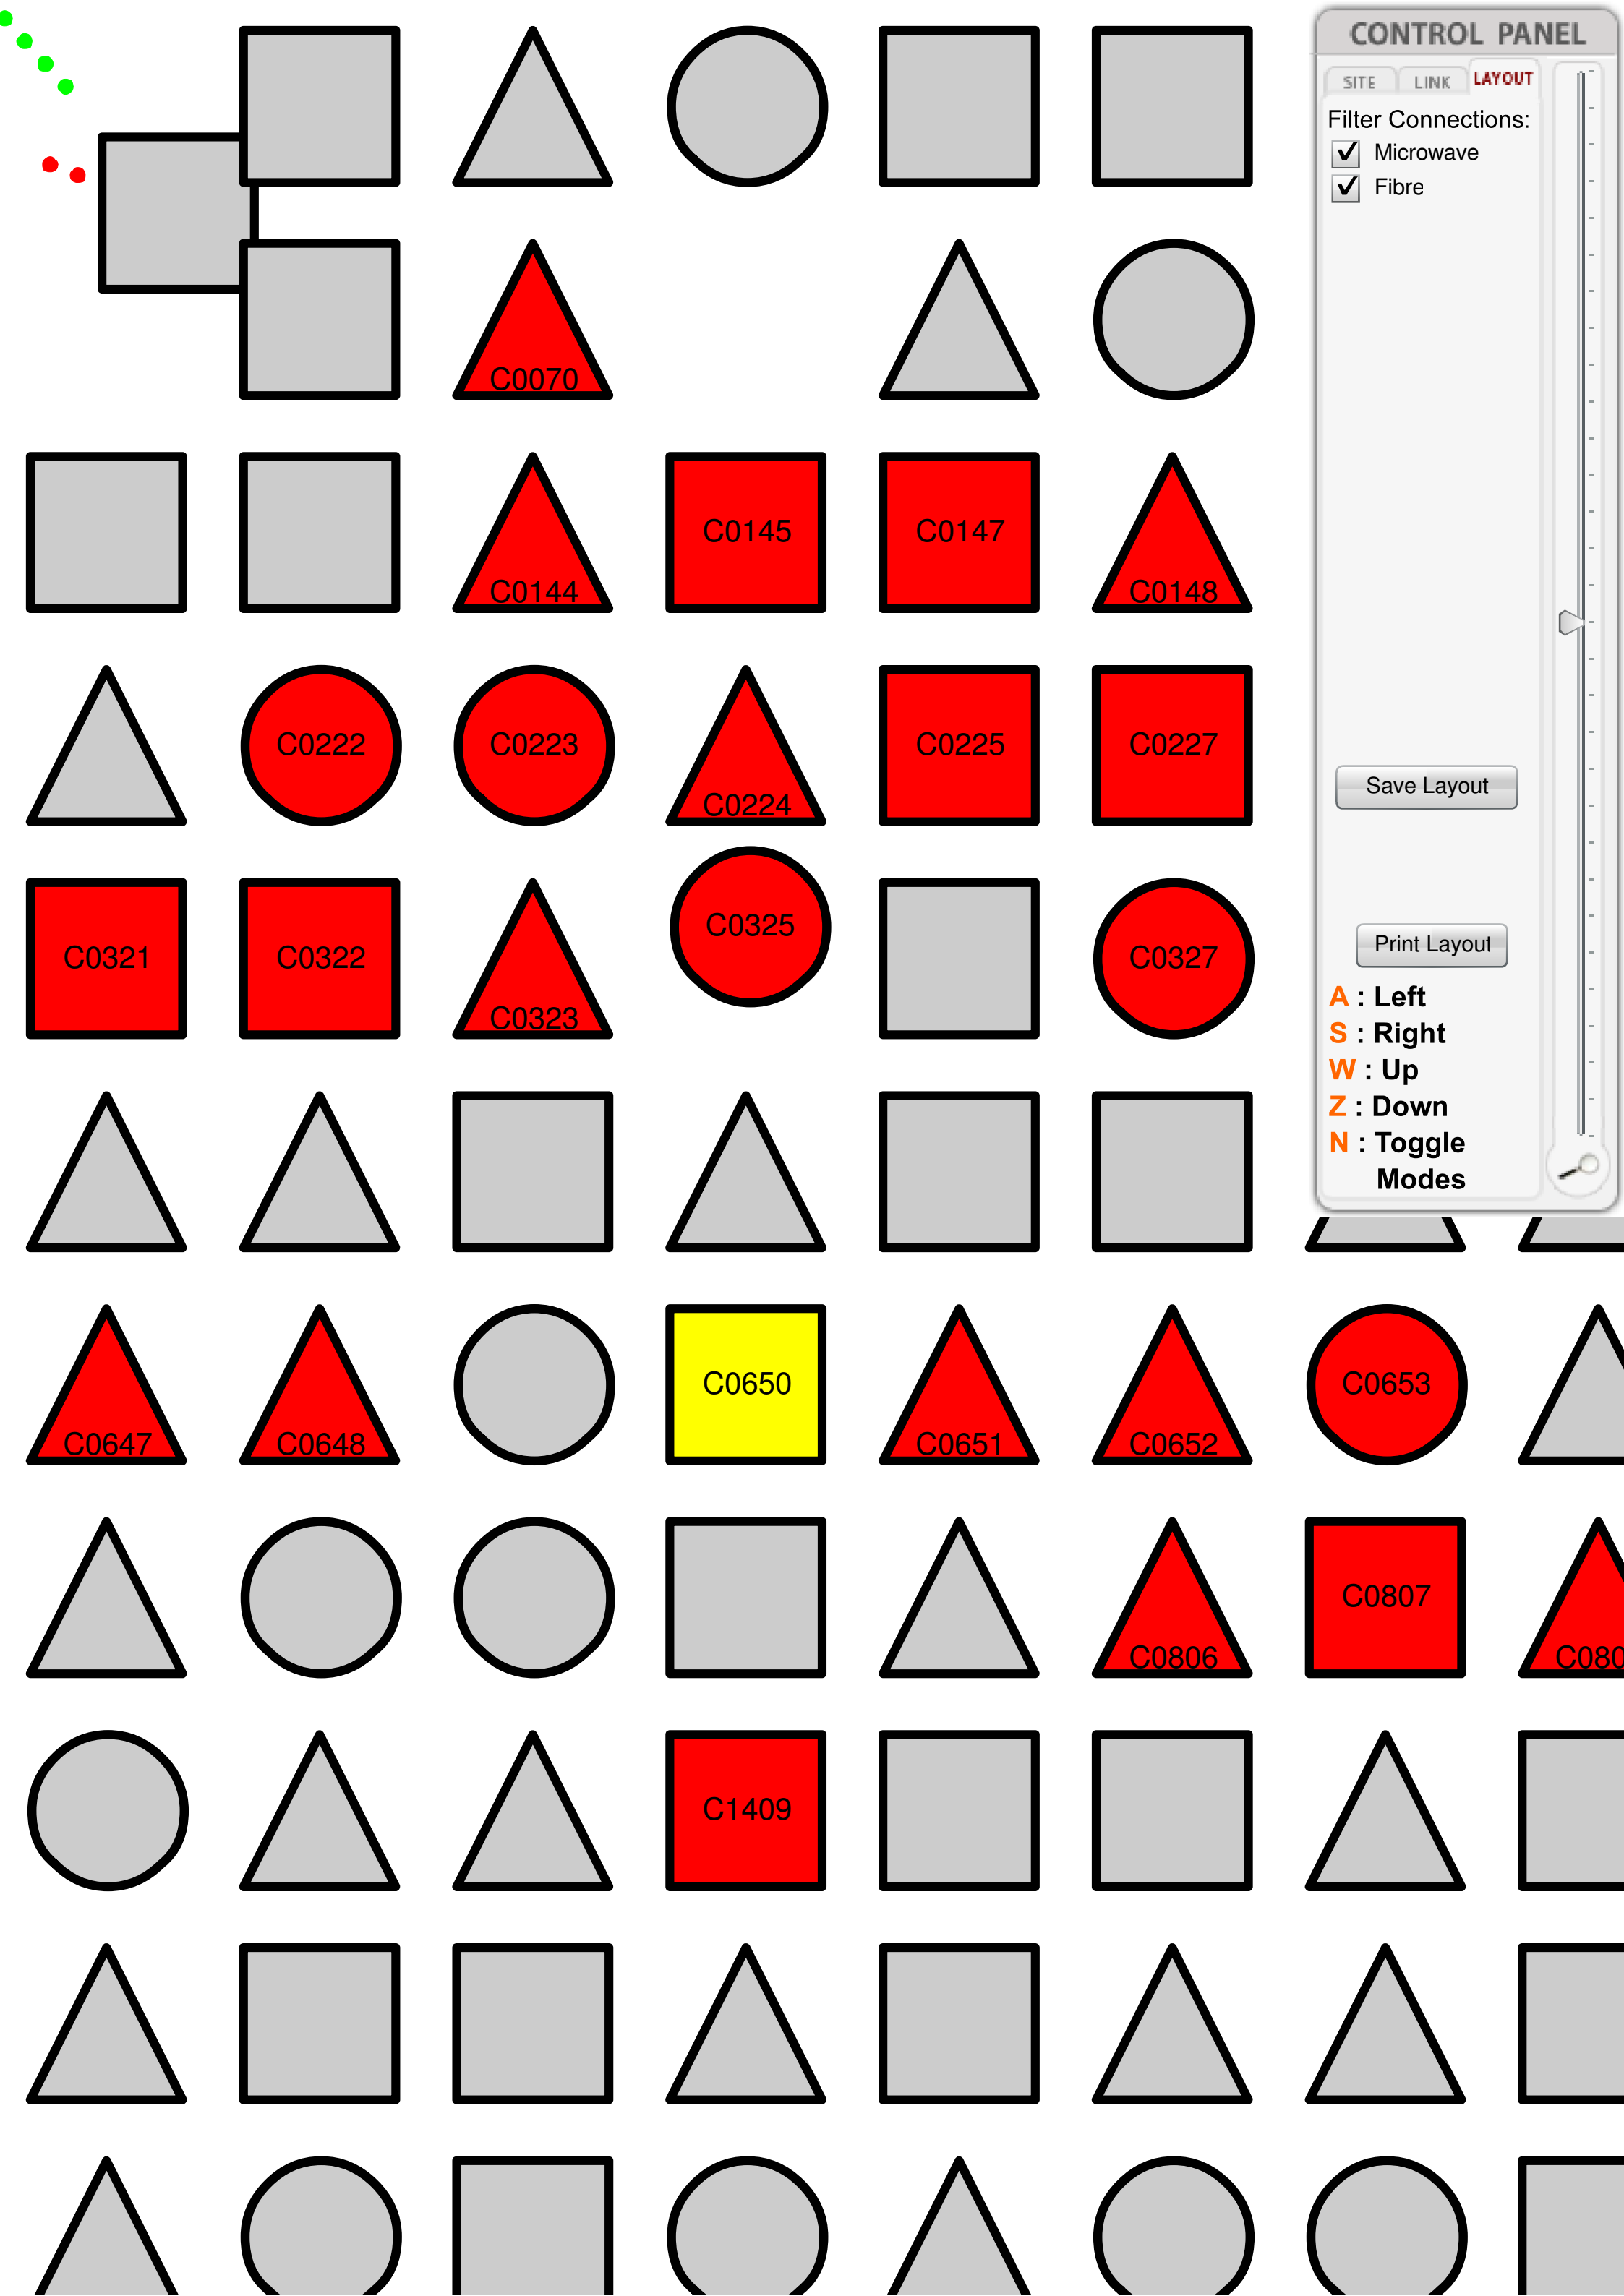 CONTROL PANEL
SITE LINK LAYOUT
Filter Connections:
Microwave
Fibre
C0070
C0144 C0145 C0147 C0148
C0222 C0223 C0224 C0225 C0227
Save Layout
C0321 C0322 C0323 C0325 C0327
Print Layout
A : Left
S : Right
W : Up
Z : Down
N : Toggle
Modes
C0647 C0648 C0650 C0651 C0652 C0653
C0806 C0807 C080
C1409